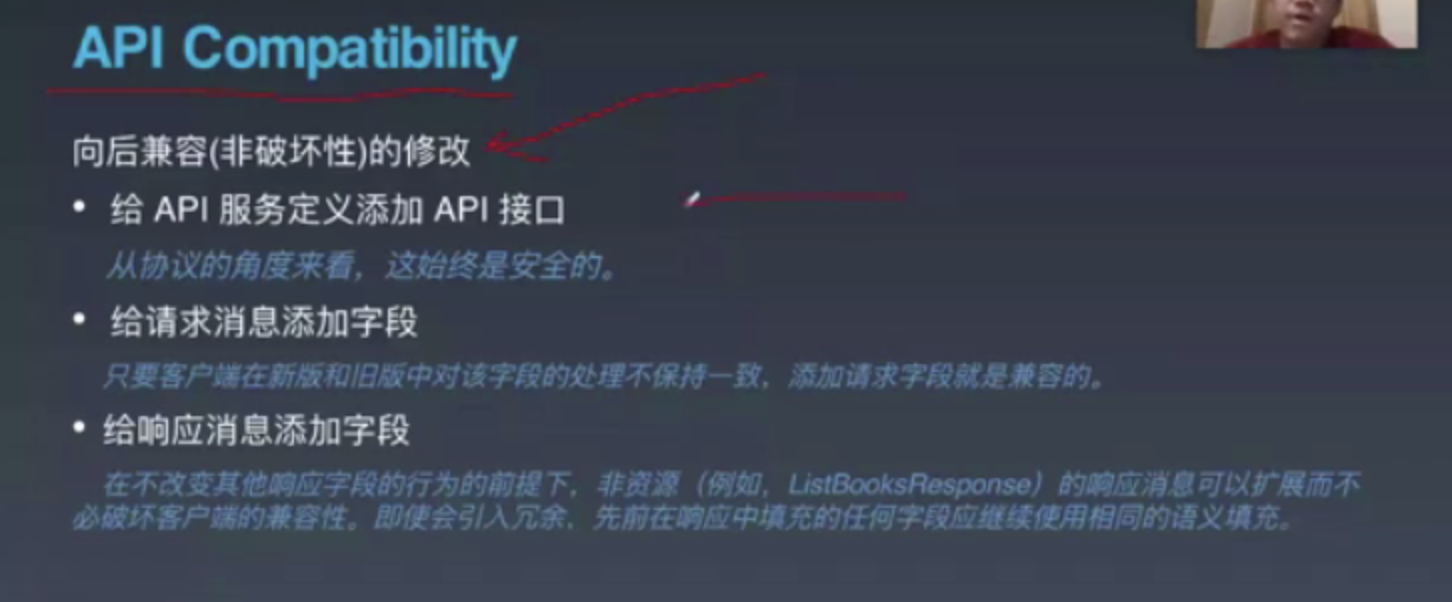 API Compatibility
向后兼容(非破坏性)的修改
• 给 API 服务定义添加 API 接口
从协议的角度来看，这始终是安全的。
• 给请求消息添加字段
只要客户端在新版和旧版中对该字段的处理不保持一致，添加请求字段就是兼容的。
• 给响应消息添加字段
在不改变其他响应字段的行为的前提下，非资源（例如，ListBooksResponse）的响应消息可以扩展而不
必破坏客户端的兼容性。即使会引入冗余，先前在响应中填充的任何字段应继续使用相同的语义填充。